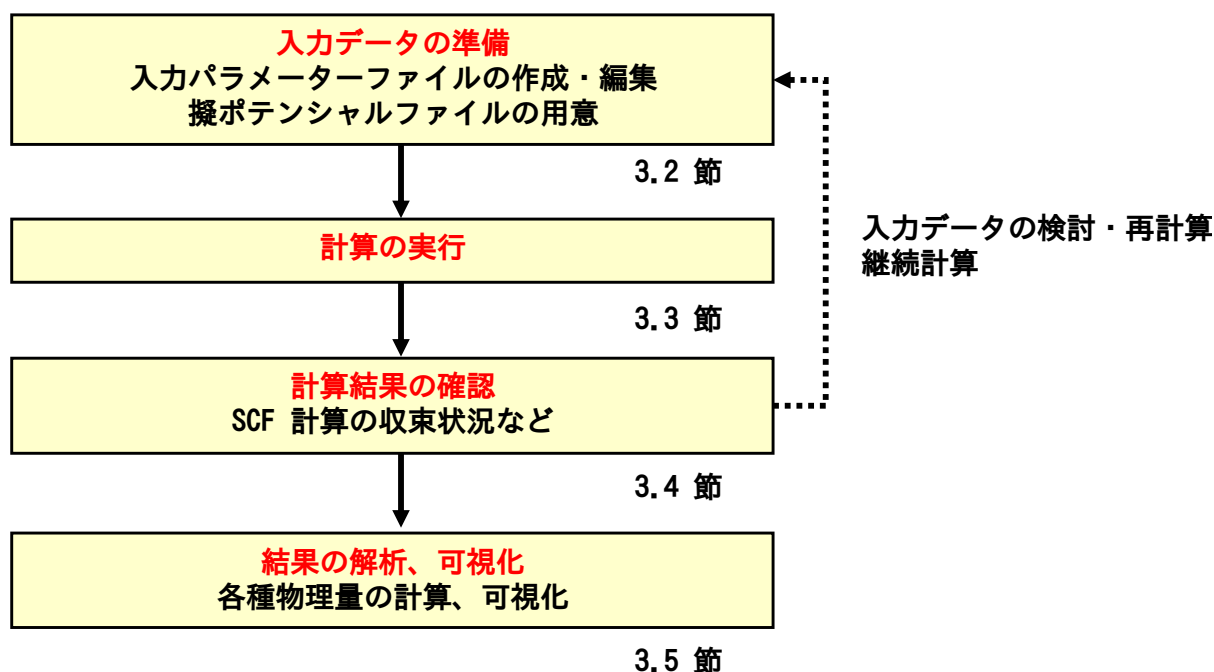 入力データの準備
入力パラメーターファイルの作成・編集
擬ポテンシャルファイルの用意
3.2 節
計算の実行
入力データの検討・再計算
継続計算
3.3 節
計算結果の確認
SCF 計算の収束状況など
3.4 節
結果の解析、可視化
各種物理量の計算、可視化
3.5 節